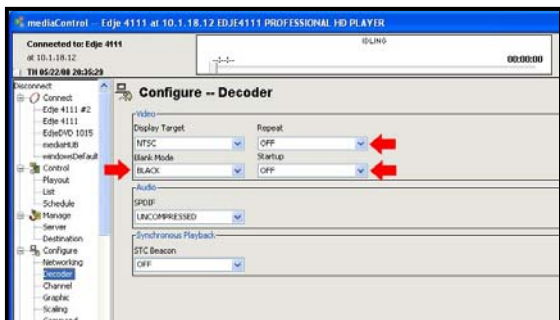 mediaControl -- Edje 4111 at 10.1.18.12 EDJE4111 PROFESSIONAL HD PLAYER
Connected to: Edje 4111
at 10.1.18.12
TH 05/22/08 20:35:29
IDLING
--:--
00:00:00
Disconnect
Connect
Edje 4111 #2
Edje 4111
EdjeDVD 1015
mediaHUB
windowsDefault
Control
Playout
List
Schedule
Manage
Server
Destination
Configure
Networking
Decoder
Channel
Graphic
Scaling
Command
Configure -- Decoder
Video
Display Target
Repeat
NTSC
OFF
Blank Mode
Startup
BLACK
OFF
Audio
SPDIF
UNCOMPRESSED
Synchronous Playback
STC Beacon
OFF